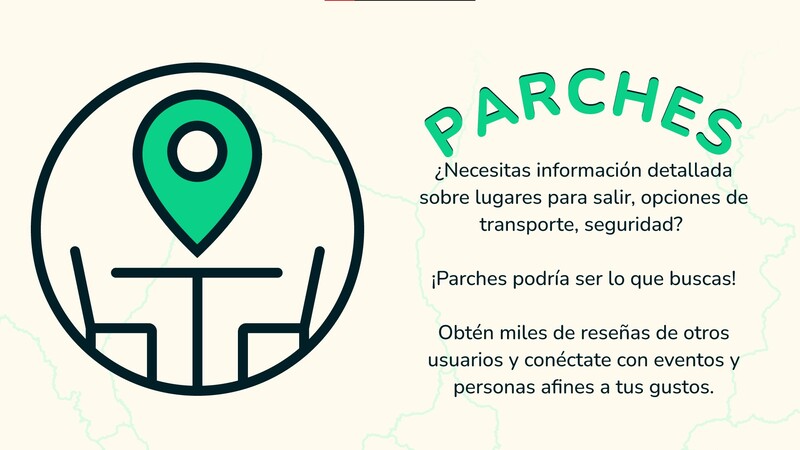 PARCHES
¿Necesitas información detallada
sobre lugares para salir, opciones de
transporte, seguridad?
¡Parches podría ser lo que buscas!
Obtén miles de reseñas de otros
usuarios y conéctate con eventos y
personas afines a tus gustos.